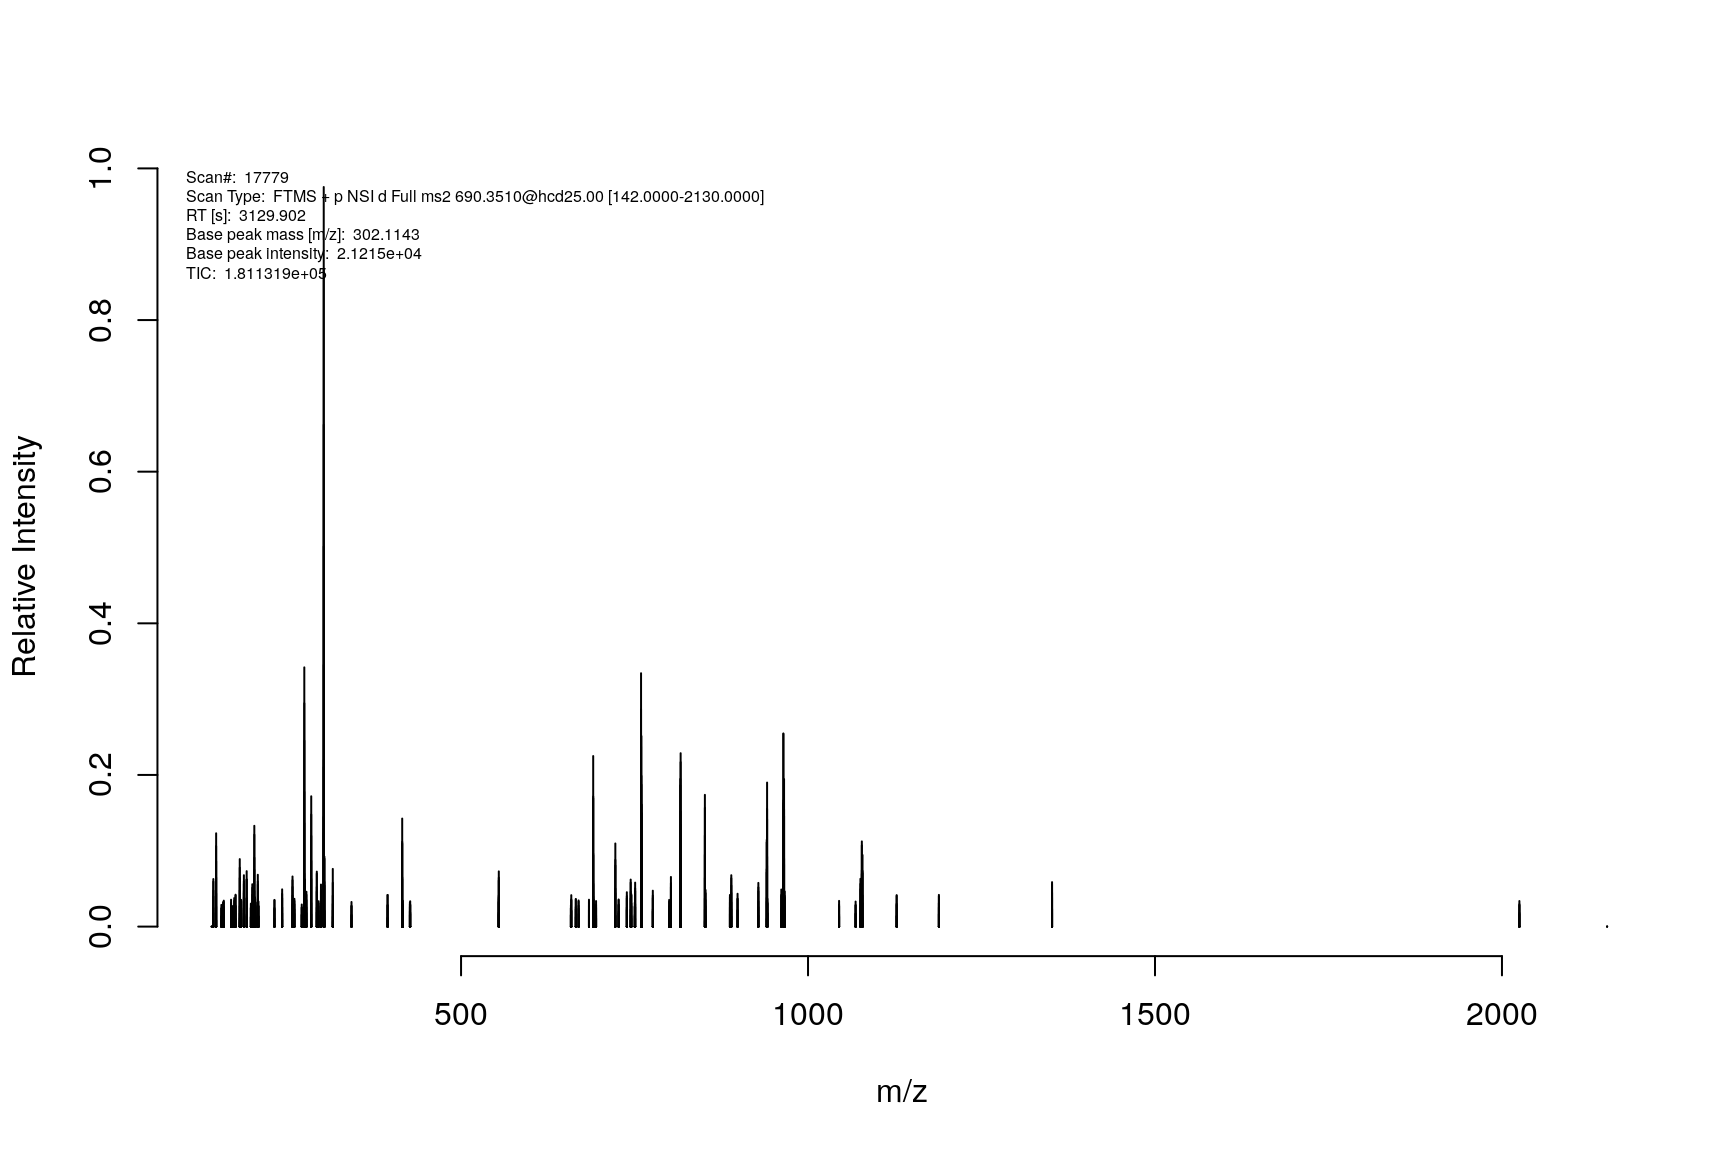 1.0
Scan#: 17779
Scan Type: FTMS + p NSI d Full ms2 690.3510@hcd25.00 [142.0000-2130.0000]
RT [s]: 3129.902
Base peak mass [m/z]: 302.1143
Base peak intensity: 2.1215e+04
TIC: 1.811319e+05
0.8
0.6
0.4
0.2
0.0
Relative Intensity
500 1000 1500 2000
m/z